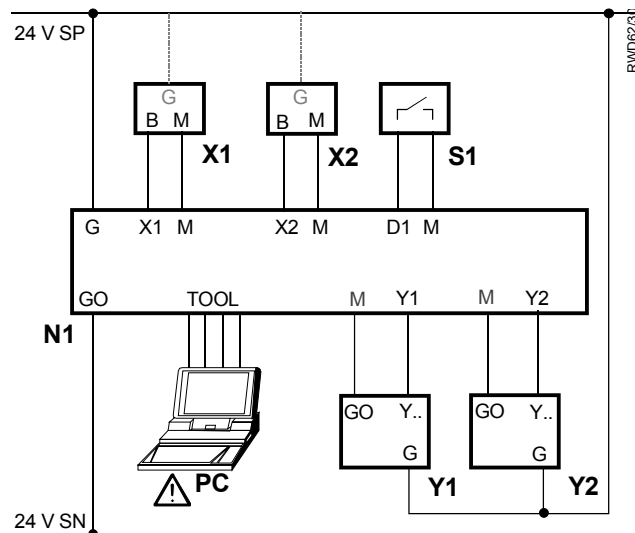 24 V SP
RWD62/3
G
G
B M
B M
X1
X2
S1
G X1 M X2 M D1 M
GO TOOL M Y1 M Y2
N1
GO Y..
GO Y..
G
G
PC
Y1
Y2
24 V SN